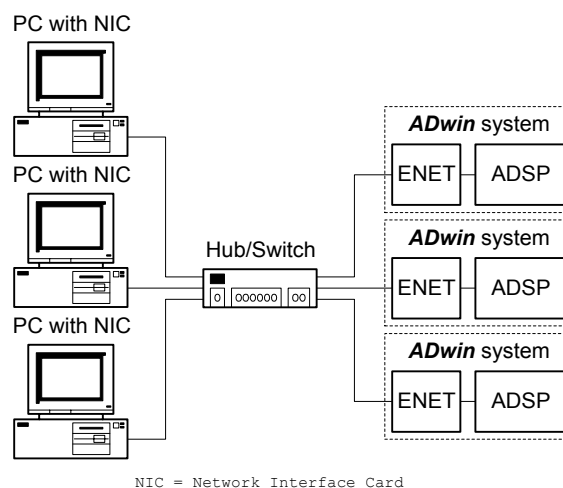 PC with NIC
ADwin system
ENET
ADSP
PC with NIC
Hub/Switch
ADwin system
ENET
ADSP
PC with NIC
ADwin system
ENET
ADSP
NIC = Network Interface Card